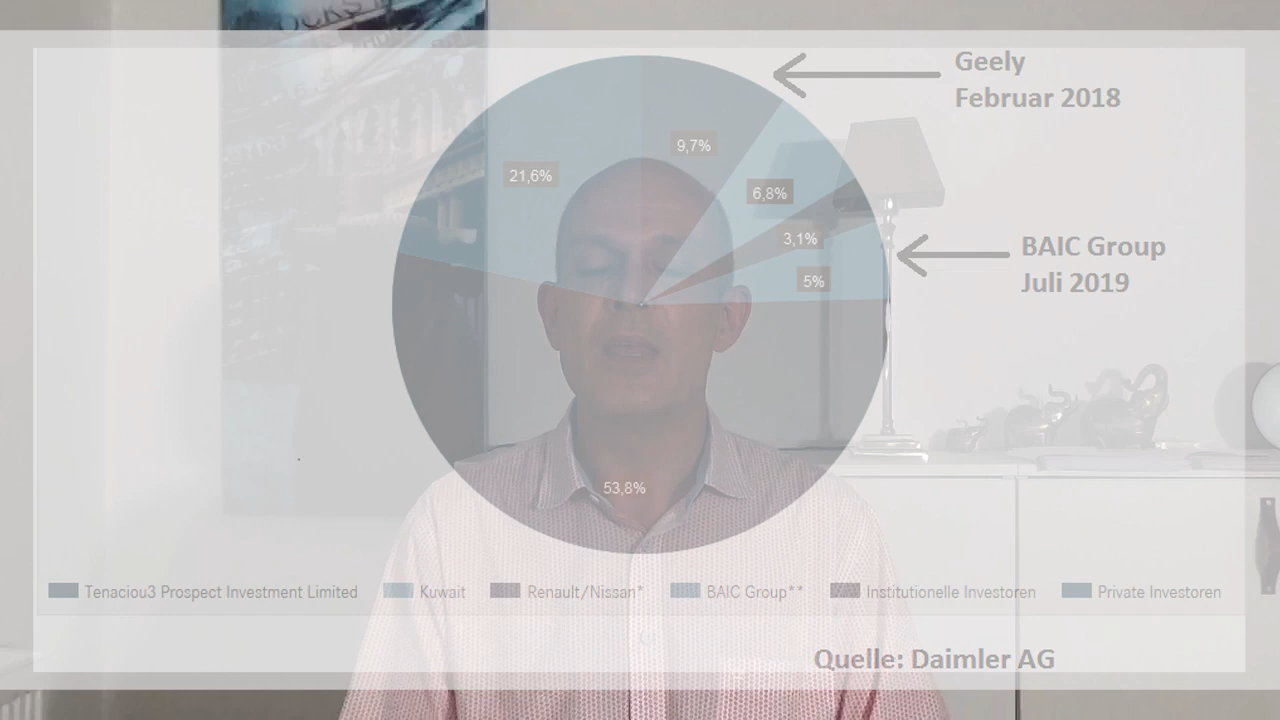 Geely
Februar 2018
9,7%
21,6%
6,8%
3,1%
BAIC Group
Juli 2019
5%
53,8%
Tenaciou3 Prospect Investment Limited
Kuwait
Renault/Nissan*
BAIC Group**
Institutionelle Investoren
Private Investoren
Quelle: Daimler AG